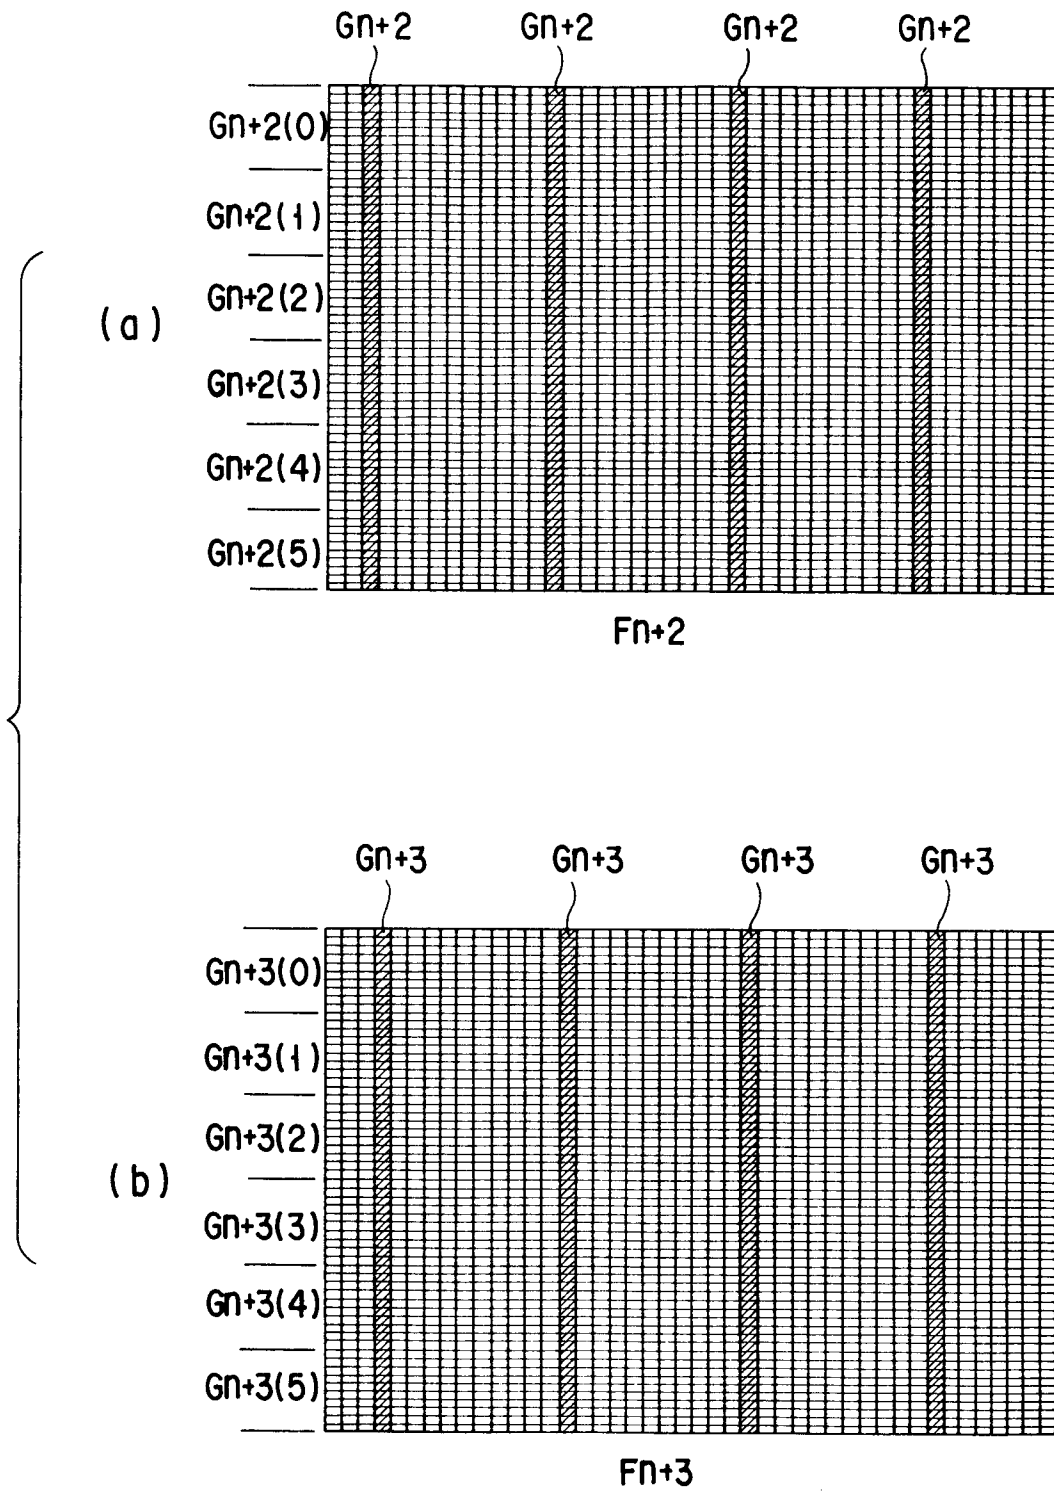 Gn+2 Gn+2 Gn+2 Gn+2
Gn+2(0)
Gn+2(1)
(a)
Gn+2(2)
Gn+2(3)
Gn+2(4)
Gn+2(5)
Fn+2
Gn+3 Gn+3 Gn+3 Gn+3
Gn+3(0)
Gn+3(1)
Gn+3(2)
(b)
Gn+3(3)
Gn+3(4)
Gn+3(5)
Fn+3